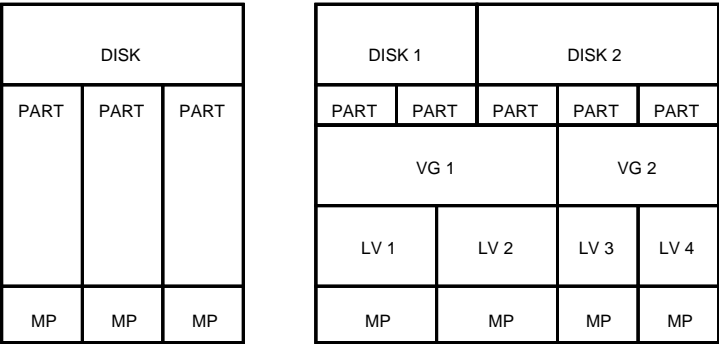 DISK
PART PART PART
MP MP MP
DISK 1 DISK 2
PART PART PART PART PART
VG 1 VG 2
LV 1 LV 2 LV 3 LV 4
MP MP MP MP